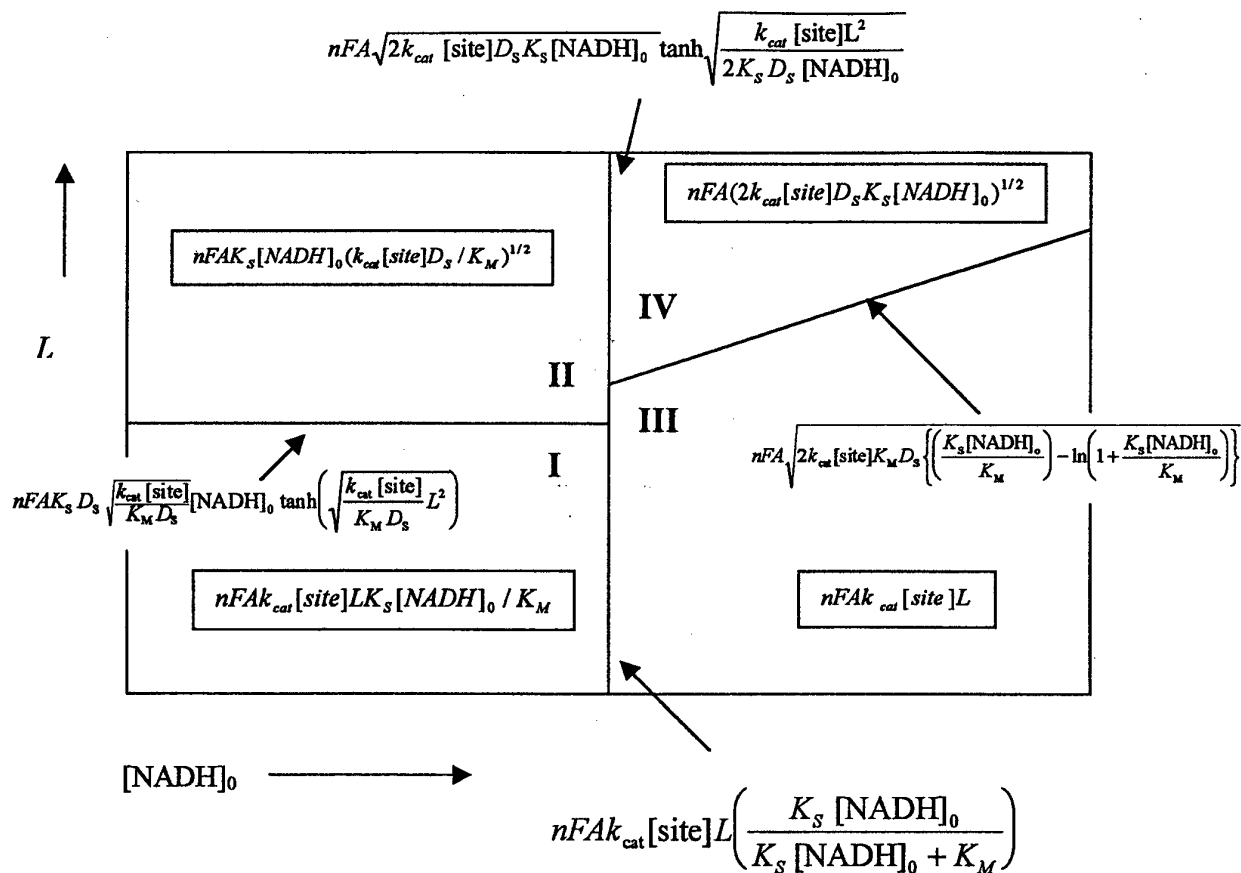 nFA√(2k_cat [site]D_S K_S[NADH]_0) tanh√(k_cat [site]L^2 / 2K_S D_S [NADH]_0)
nFA(2k_cat[site]D_S K_S[NADH]_0)^{1/2}
nFAK_S[NADH]_0(k_cat[site]D_S / K_M)^{1/2}
IV
L
II
III
nFA√(2k_cat[site]K_M D_S{(K_S[NADH]_0 / K_M) − ln(1 + K_S[NADH]_0 / K_M)})
I
nFAK_S D_S √(k_cat[site] / K_M D_S)[NADH]_0 tanh(√(k_cat[site] / K_M D_S L^2))
nFAk_cat[site]LK_S[NADH]_0 / K_M
nFAk_cat[site]L
[NADH]_0
nFAk_cat[site]L(K_S [NADH]_0 / K_S [NADH]_0 + K_M)